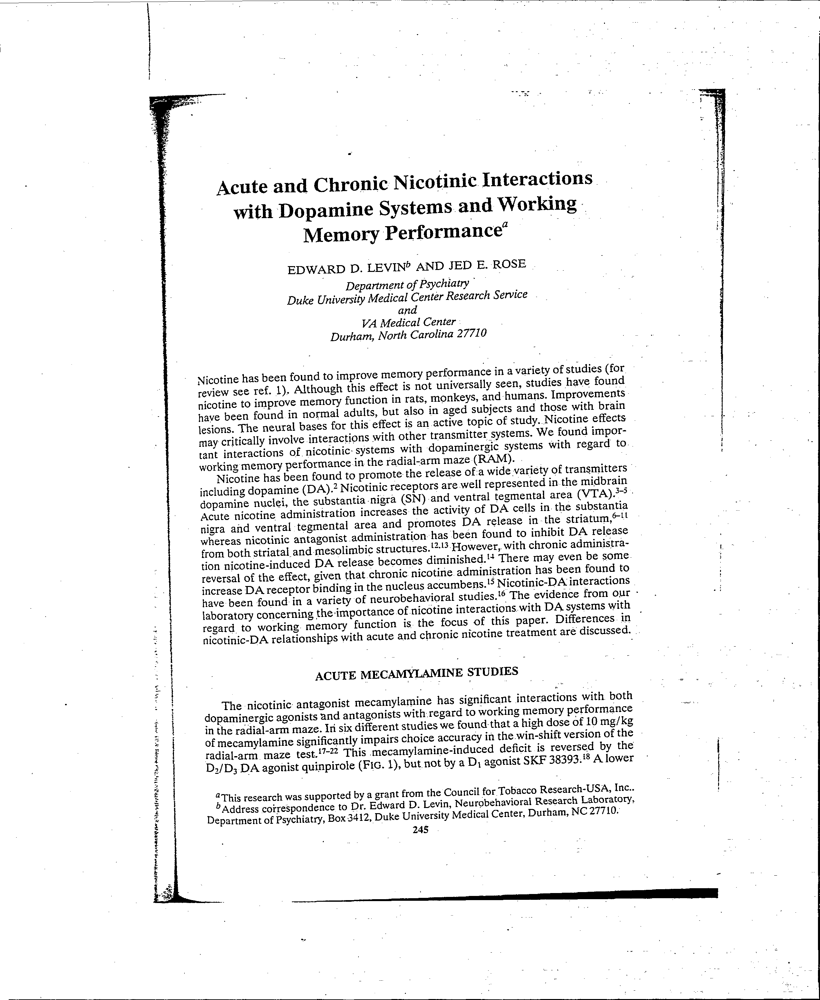 Acute and Chronic Nicotinic Interactions
with Dopamine Systems and Working
Memory Performanceᵃ
EDWARD D. LEVINᵇ AND JED E. ROSE
Department of Psychiatry
Duke University Medical Center Research Service
and
VA Medical Center
Durham, North Carolina 27710
Nicotine has been found to improve memory performance in a variety of studies (for
review see ref. 1). Although this effect is not universally seen, studies have found
nicotine to improve memory function in rats, monkeys, and humans. Improvements
have been found in normal adults, but also in aged subjects and those with brain
lesions. The neural bases for this effect is an active topic of study. Nicotine effects
may critically involve interactions with other transmitter systems. We found impor-
tant interactions of nicotinic systems with dopaminergic systems with regard to
working memory performance in the radial-arm maze (RAM).
Nicotine has been found to promote the release of a wide variety of transmitters
including dopamine (DA).² Nicotinic receptors are well represented in the midbrain
dopamine nuclei, the substantia nigra (SN) and ventral tegmental area (VTA).³⁻⁵
Acute nicotine administration increases the activity of DA cells in the substantia
nigra and ventral tegmental area and promotes DA release in the striatum,⁶⁻¹¹
whereas nicotinic antagonist administration has been found to inhibit DA release
from both striatal and mesolimbic structures.¹²,¹³ However, with chronic administra-
tion nicotine-induced DA release becomes diminished.¹⁴ There may even be some
reversal of the effect, given that chronic nicotine administration has been found to
increase DA receptor binding in the nucleus accumbens.¹⁵ Nicotinic-DA interactions
have been found in a variety of neurobehavioral studies.¹⁶ The evidence from our
laboratory concerning the importance of nicotine interactions with DA systems with
regard to working memory function is the focus of this paper. Differences in
nicotinic-DA relationships with acute and chronic nicotine treatment are discussed.
ACUTE MECAMYLAMINE STUDIES
The nicotinic antagonist mecamylamine has significant interactions with both
dopaminergic agonists and antagonists with regard to working memory performance
in the radial-arm maze. In six different studies we found that a high dose of 10 mg/kg
of mecamylamine significantly impairs choice accuracy in the win-shift version of the
radial-arm maze test.¹⁷⁻²² This mecamylamine-induced deficit is reversed by the
D₂/D₃ DA agonist quinpirole (FIG. 1), but not by a D₁ agonist SKF 38393.¹⁸ A lower
ᵃThis research was supported by a grant from the Council for Tobacco Research-USA, Inc..
ᵇAddress correspondence to Dr. Edward D. Levin, Neurobehavioral Research Laboratory,
Department of Psychiatry, Box 3412, Duke University Medical Center, Durham, NC 27710.
245